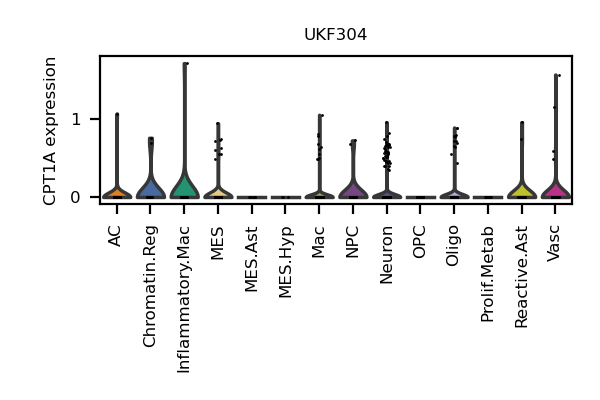 UKF304
CPT1A expression
1
0
AC
Chromatin.Reg
Inflammatory.Mac
MES
MES.Ast
MES.Hyp
Mac
NPC
Neuron
OPC
Oligo
Prolif.Metab
Reactive.Ast
Vasc